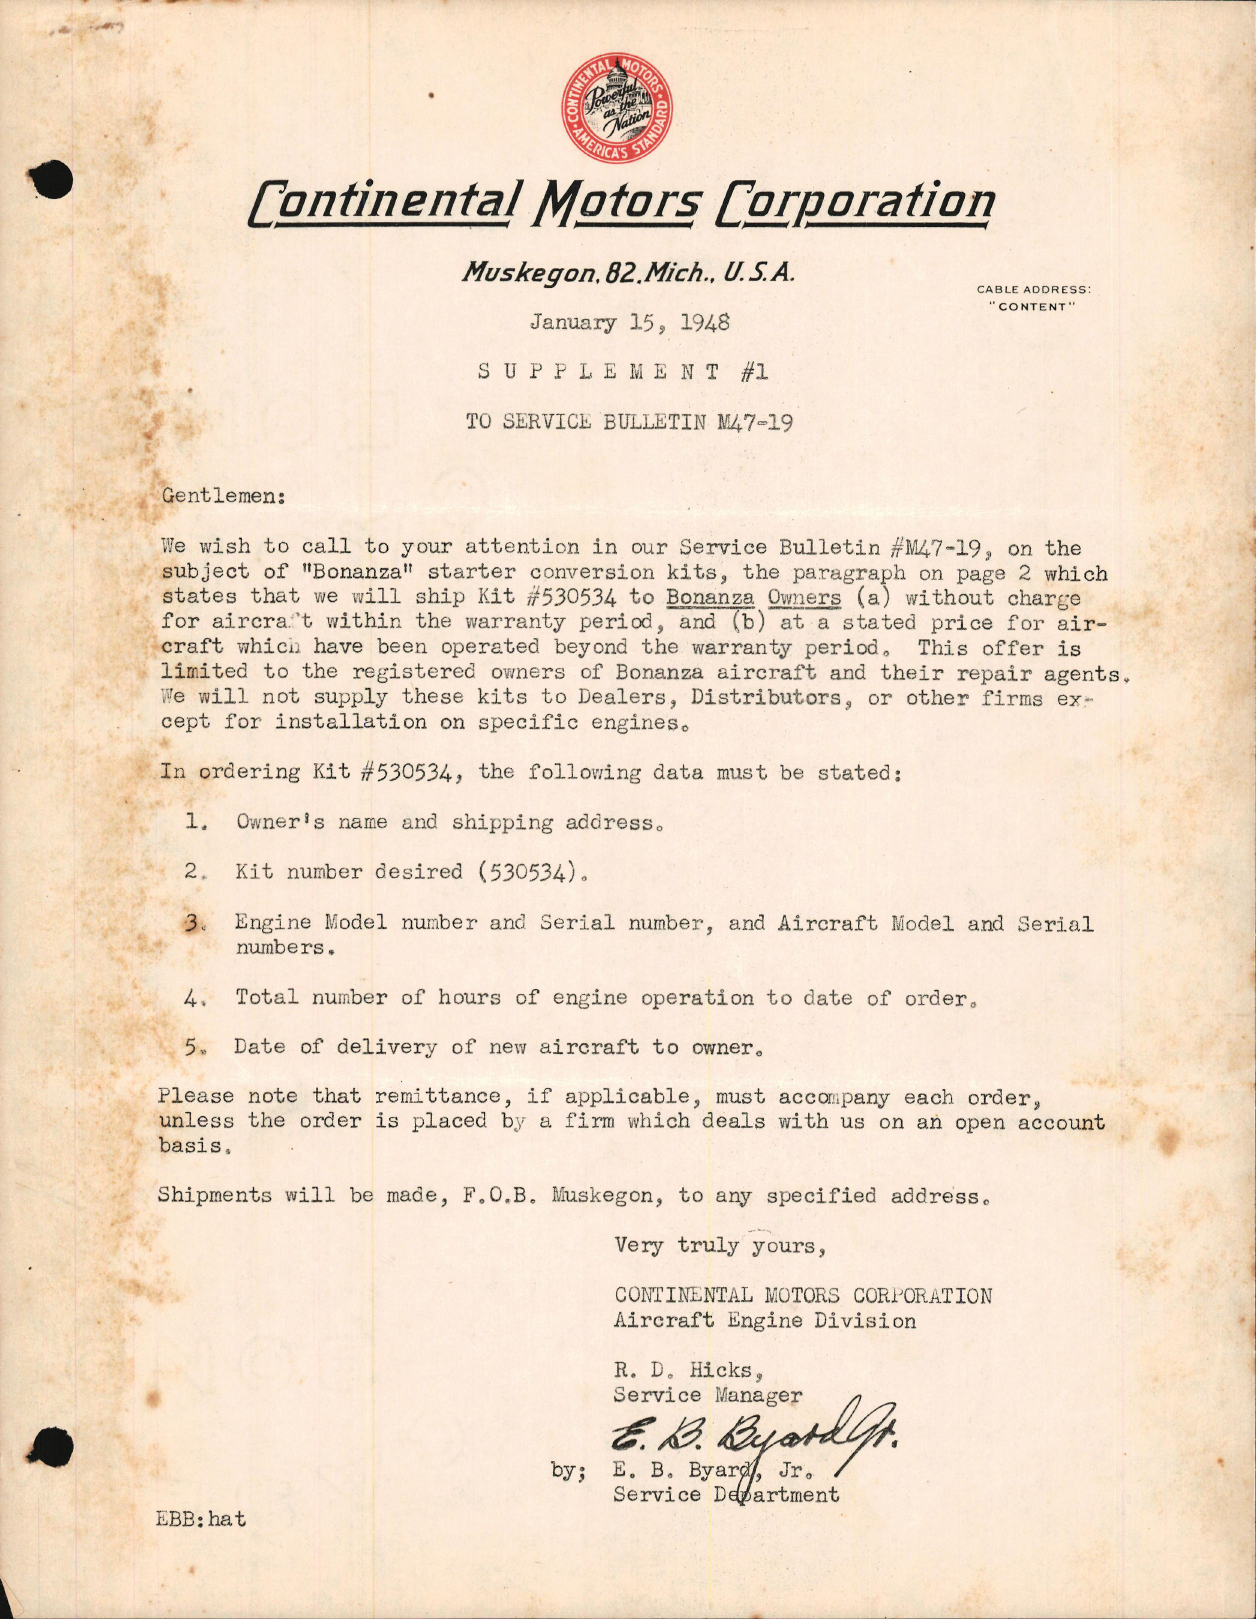 CONTINENTAL MOTORS
Powerful
as the
Nation
AMERICA'S STANDARD
Continental Motors Corporation
Muskegon, 82, Mich., U.S.A.
CABLE ADDRESS:
"CONTENT"
January 15, 1948
SUPPLEMENT #1
TO SERVICE BULLETIN M47-19
Gentlemen:
We wish to call to your attention in our Service Bulletin #M47-19, on the
subject of "Bonanza" starter conversion kits, the paragraph on page 2 which
states that we will ship Kit #530534 to Bonanza Owners (a) without charge
for aircraft within the warranty period, and (b) at a stated price for air-
craft which have been operated beyond the warranty period. This offer is
limited to the registered owners of Bonanza aircraft and their repair agents.
We will not supply these kits to Dealers, Distributors, or other firms ex-
cept for installation on specific engines.
In ordering Kit #530534, the following data must be stated:
1. Owner's name and shipping address.
2. Kit number desired (530534).
3. Engine Model number and Serial number, and Aircraft Model and Serial
numbers.
4. Total number of hours of engine operation to date of order.
5. Date of delivery of new aircraft to owner.
Please note that remittance, if applicable, must accompany each order,
unless the order is placed by a firm which deals with us on an open account
basis.
Shipments will be made, F.O.B. Muskegon, to any specified address.
Very truly yours,
CONTINENTAL MOTORS CORPORATION
Aircraft Engine Division
R. D. Hicks,
Service Manager
E. B. Byard Jr.
by; E. B. Byard, Jr.
Service Department
EBB:hat